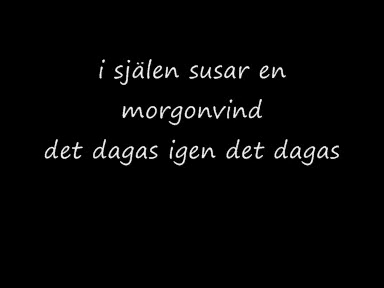 i själen susar en
morgonvind
det dagas igen det dagas